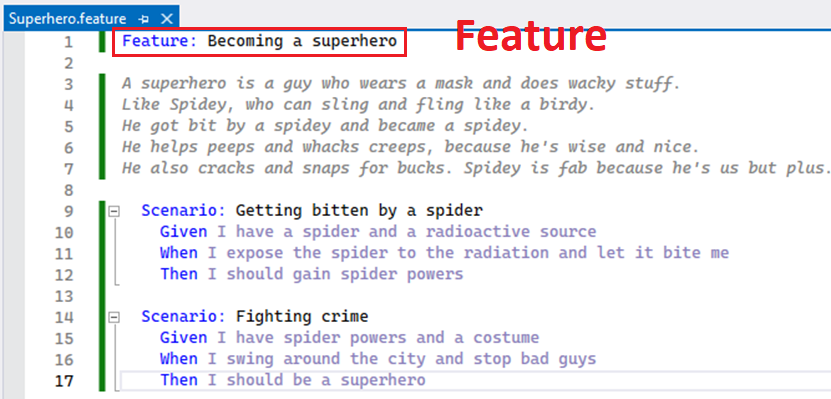 Superhero.feature
1 Feature: Becoming a superhero Feature
2
3 A superhero is a guy who wears a mask and does wacky stuff.
4 Like Spidey, who can sling and fling like a birdy.
5 He got bit by a spidey and became a spidey.
6 He helps peeps and whacks creeps, because he's wise and nice.
7 He also cracks and snaps for bucks. Spidey is fab because he's us but plus.
8
9 Scenario: Getting bitten by a spider
10 Given I have a spider and a radioactive source
11 When I expose the spider to the radiation and let it bite me
12 Then I should gain spider powers
13
14 Scenario: Fighting crime
15 Given I have spider powers and a costume
16 When I swing around the city and stop bad guys
17 Then I should be a superhero